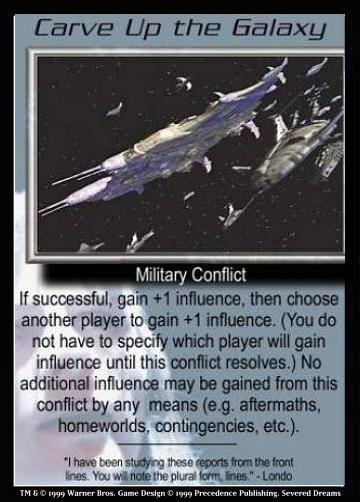 Carve Up the Galaxy
Military Conflict
If successful, gain +1 influence, then choose
another player to gain +1 influence. (You do
not have to specify which player will gain
influence until this conflict resolves.) No
additional influence may be gained from this
conflict by any means (e.g. aftermaths,
homeworlds, contingencies, etc.).
"I have been studying these reports from the front
lines. You will note the plural form, lines." - Londo
TM & © 1999 Warner Bros. Game Design © 1999 Precedence Publishing. Severed Dreams